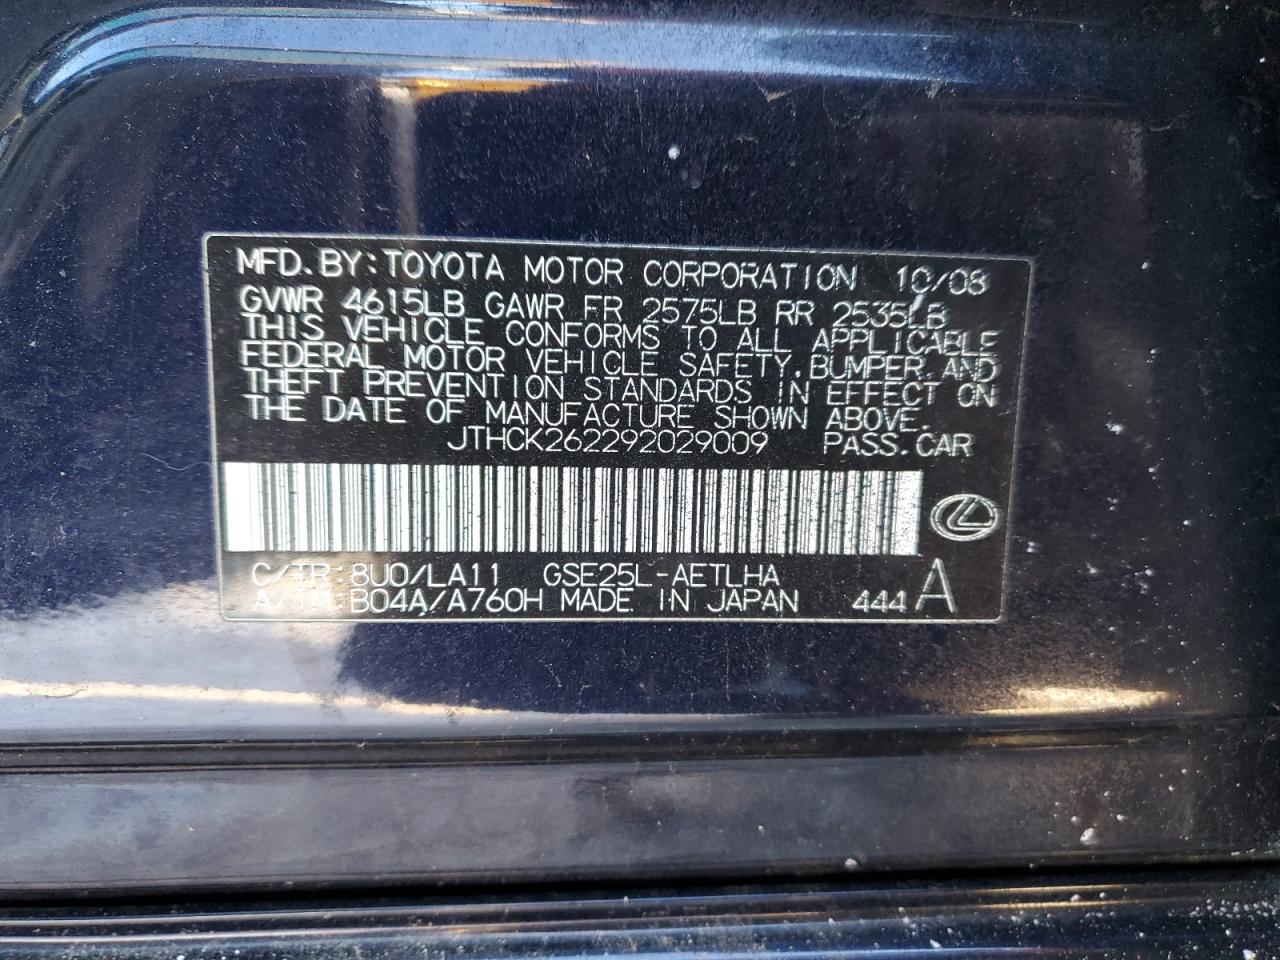 MFD. BY: TOYOTA MOTOR CORPORATION 10/08
GVWR 4615LB GAWR FR 2575LB RR 2535LB
THIS VEHICLE CONFORMS TO ALL APPLICABLE
FEDERAL MOTOR VEHICLE SAFETY, BUMPER, AND
THEFT PREVENTION STANDARDS IN EFFECT ON
THE DATE OF MANUFACTURE SHOWN ABOVE.
JTHCK262292029009 PASS. CAR
C/TR: 8U0/LA11 GSE25L-AETLHA
A/TM: B04A/A760H MADE IN JAPAN 444 A